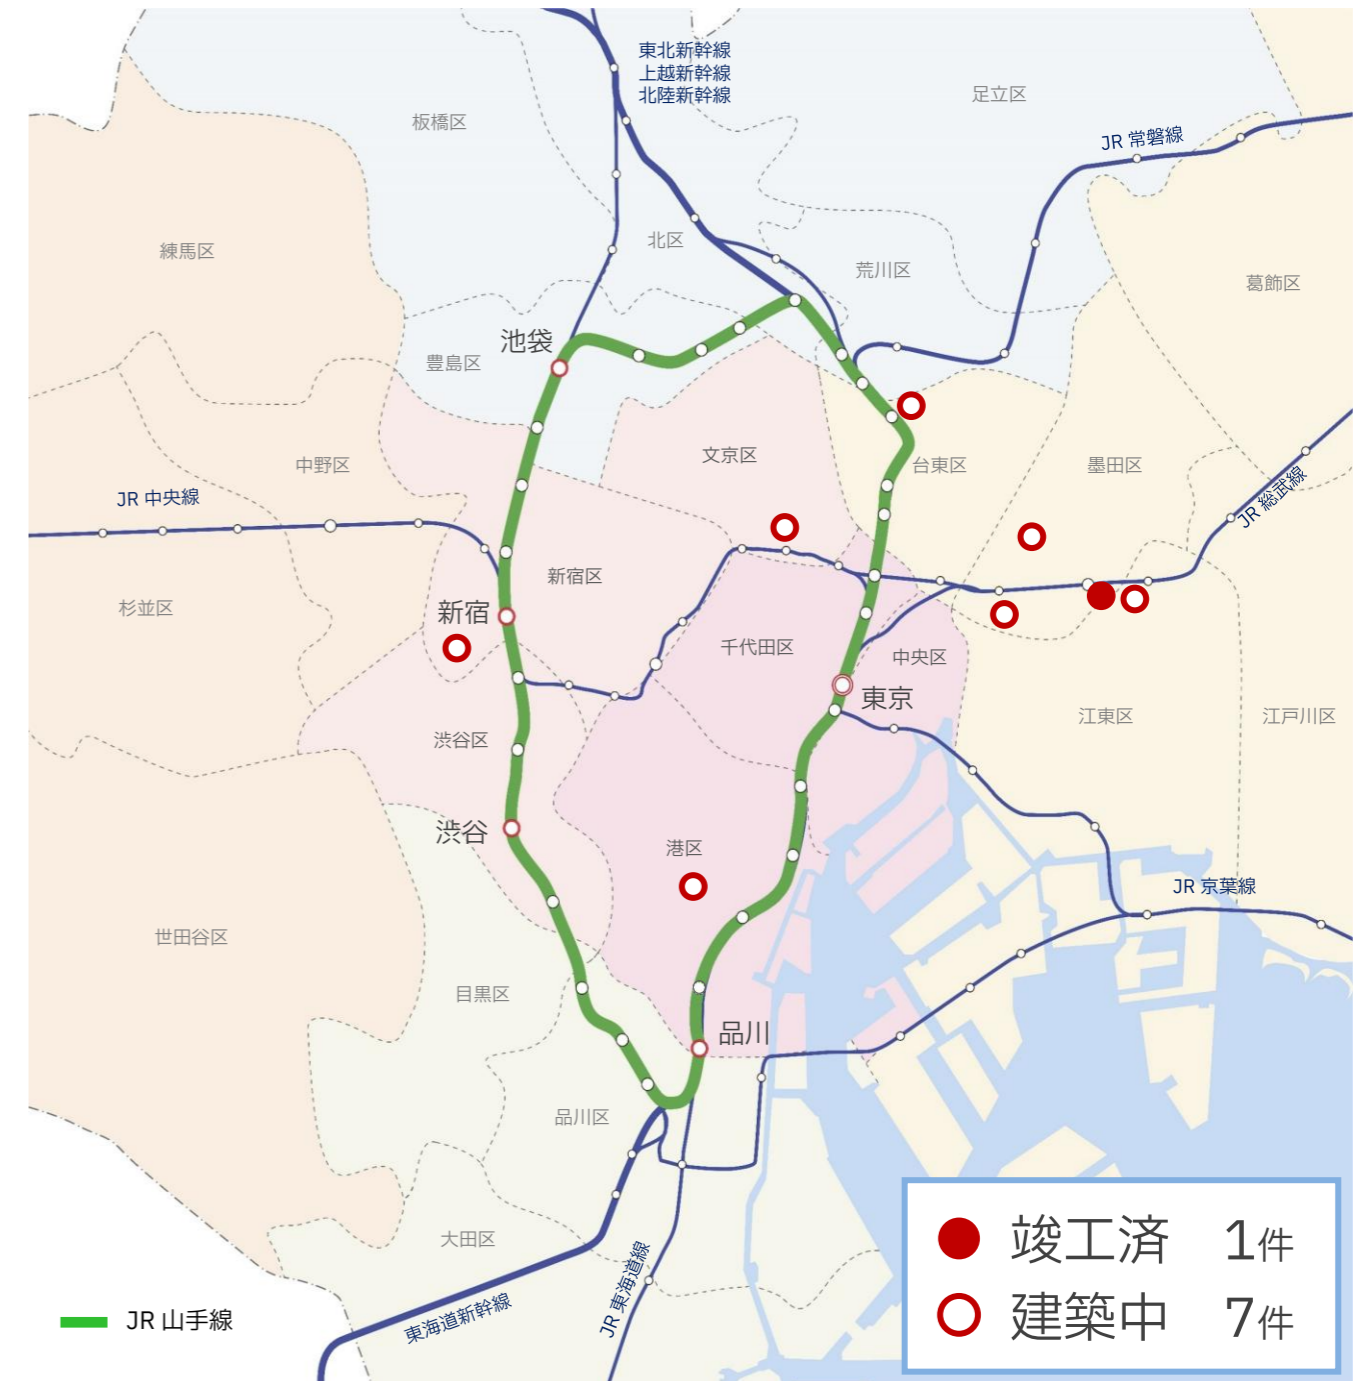 東北新幹線
上越新幹線
北陸新幹線
足立区
板橋区
JR 常磐線
練馬区
北区
荒川区
葛飾区
池袋
豊島区
文京区
中野区
台東区
墨田区
JR 中央線
JR 総武線
新宿区
杉並区
新宿
千代田区
中央区
東京
江東区
江戸川区
渋谷区
渋谷
港区
JR 京葉線
世田谷区
目黒区
品川
品川区
大田区
東海道新幹線
JR 東海道線
JR 山手線
竣工済 1件
建築中 7件